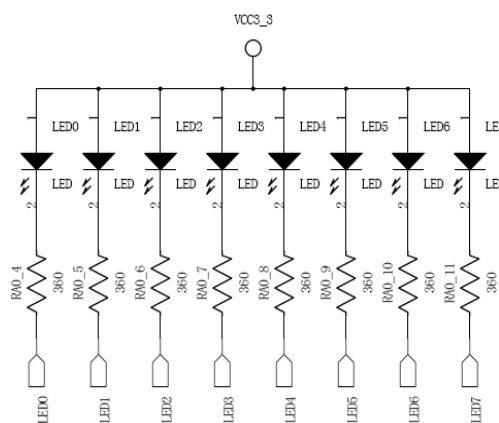 VCC3_3
LED0 LED1 LED2 LED3 LED4 LED5 LED6 LE
LED LED LED LED LED LED LED LE
2 2 2 2 2 2 2 2
RA0_4 360 RA0_5 360 RA0_6 360 RA0_7 360 RA0_8 360 RA0_9 360 RA0_10 360 RA0_11 360
LED0 LED1 LED2 LED3 LED4 LED5 LED6 LED7